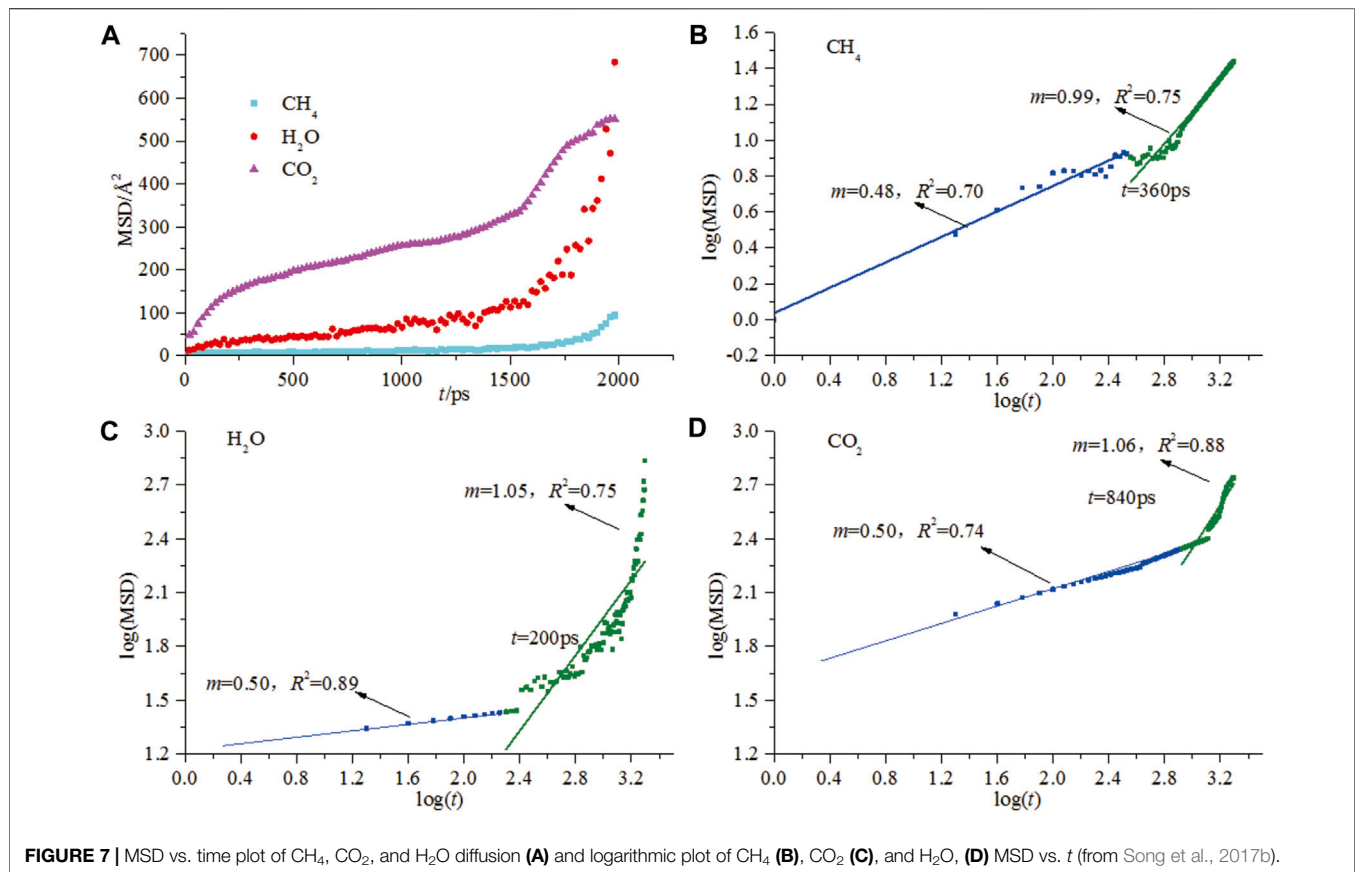 A
MSD/Å²
700
600
500
400
300
200
100
0
CH₄
H₂O
CO₂
0 500 1000 1500 2000
t/ps
B
log(MSD)
1.6
1.4
1.2
1.0
0.8
0.6
0.4
0.2
0.0
-0.2
CH₄
m=0.99, R²=0.75
m=0.48, R²=0.70
t=360ps
0.0 0.4 0.8 1.2 1.6 2.0 2.4 2.8 3.2
log(t)
C
log(MSD)
3.0
2.7
2.4
2.1
1.8
1.5
1.2
H₂O
m=1.05, R²=0.75
t=200ps
m=0.50, R²=0.89
0.0 0.4 0.8 1.2 1.6 2.0 2.4 2.8 3.2
log(t)
D
log(MSD)
3.0
2.7
2.4
2.1
1.8
1.5
1.2
CO₂
m=1.06, R²=0.88
t=840ps
m=0.50, R²=0.74
0.0 0.4 0.8 1.2 1.6 2.0 2.4 2.8 3.2
log(t)
FIGURE 7 | MSD vs. time plot of CH₄, CO₂, and H₂O diffusion (A) and logarithmic plot of CH₄ (B), CO₂ (C), and H₂O, (D) MSD vs. t (from Song et al., 2017b).